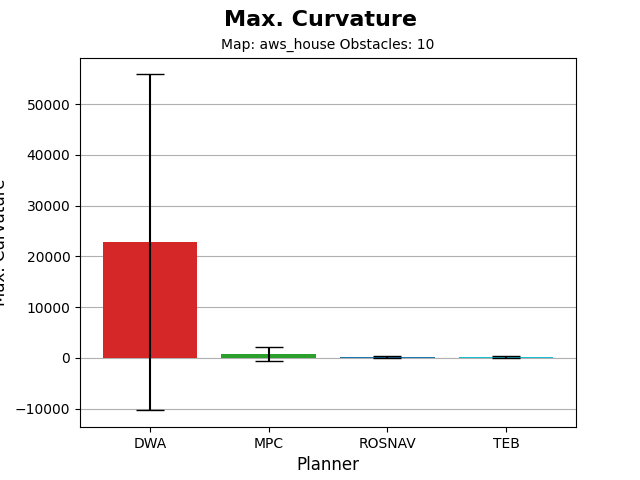 Max. Curvature
Map: aws_house Obstacles: 10
Max. Curvature
50000
40000
30000
20000
10000
0
−10000
DWA
MPC
ROSNAV
TEB
Planner